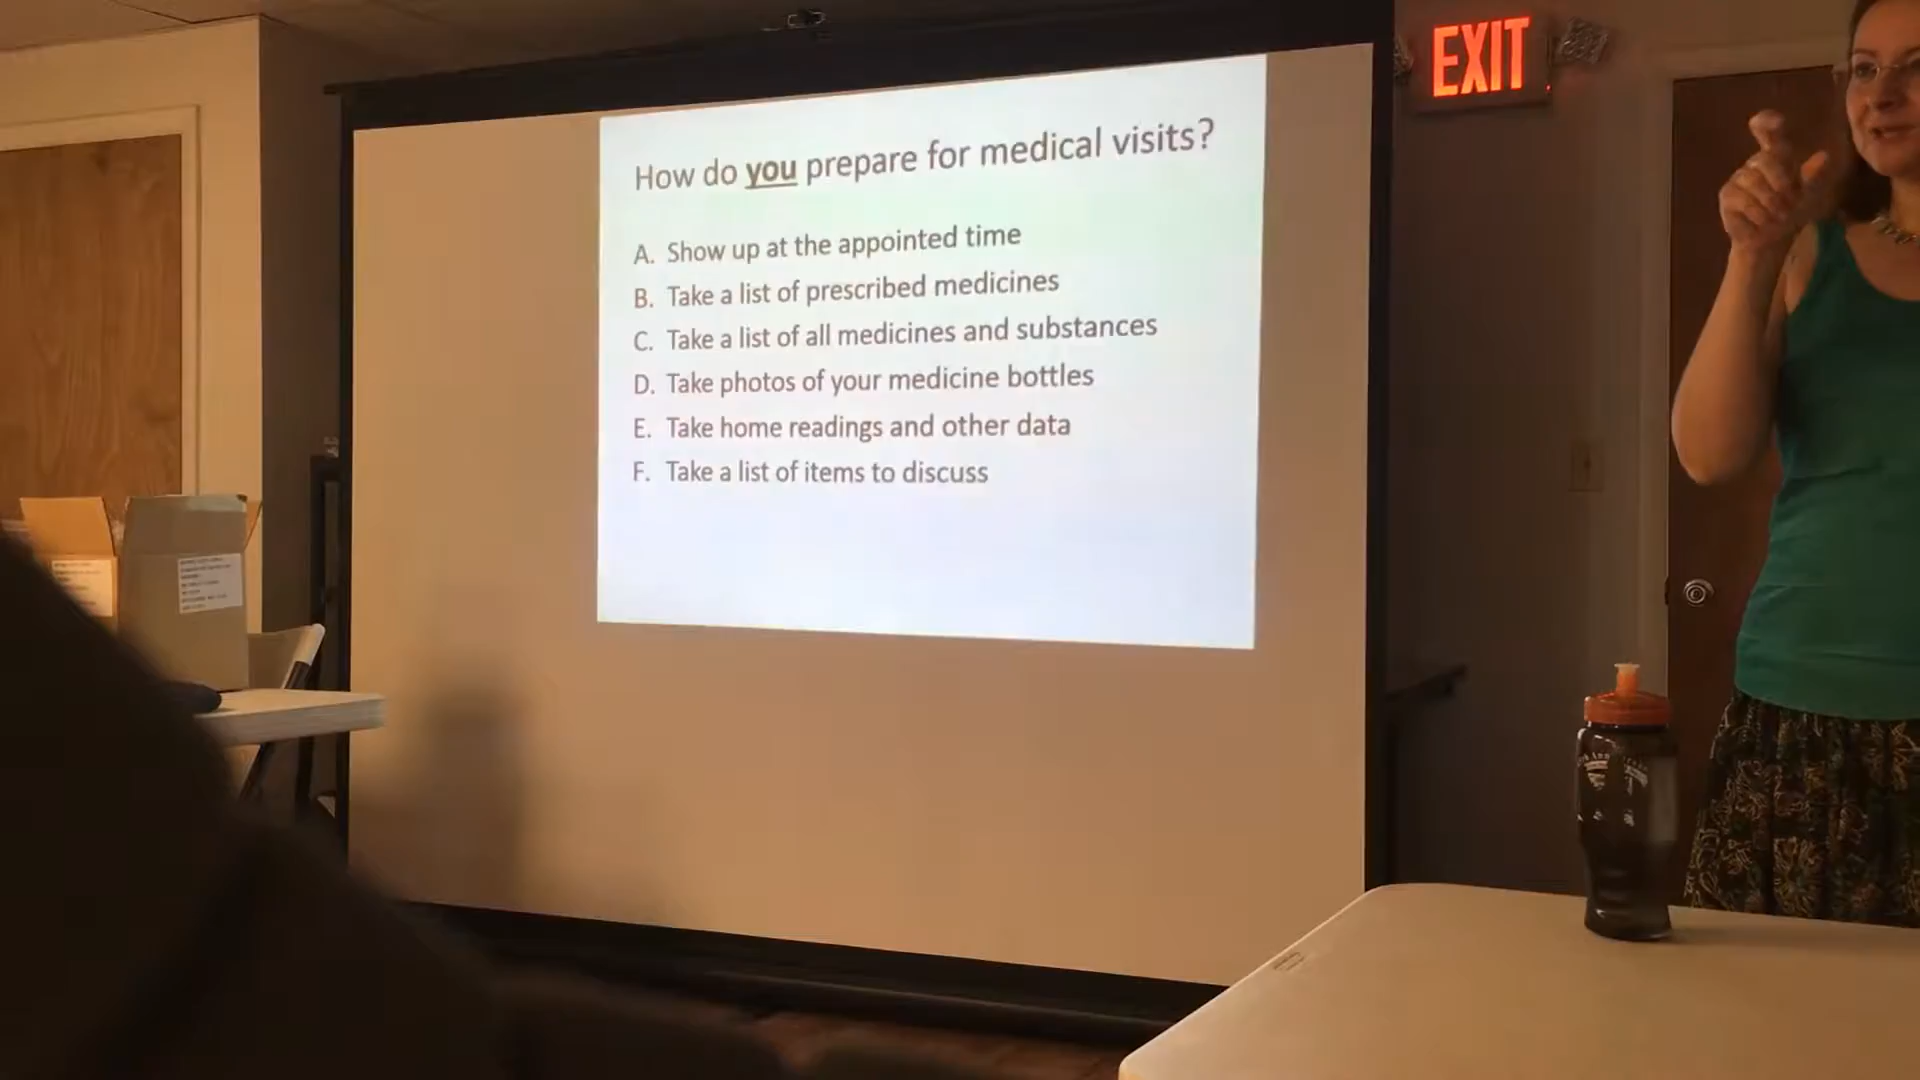 How do you prepare for medical visits?
A. Show up at the appointed time
B. Take a list of prescribed medicines
C. Take a list of all medicines and substances
D. Take photos of your medicine bottles
E. Take home readings and other data
F. Take a list of items to discuss
EXIT